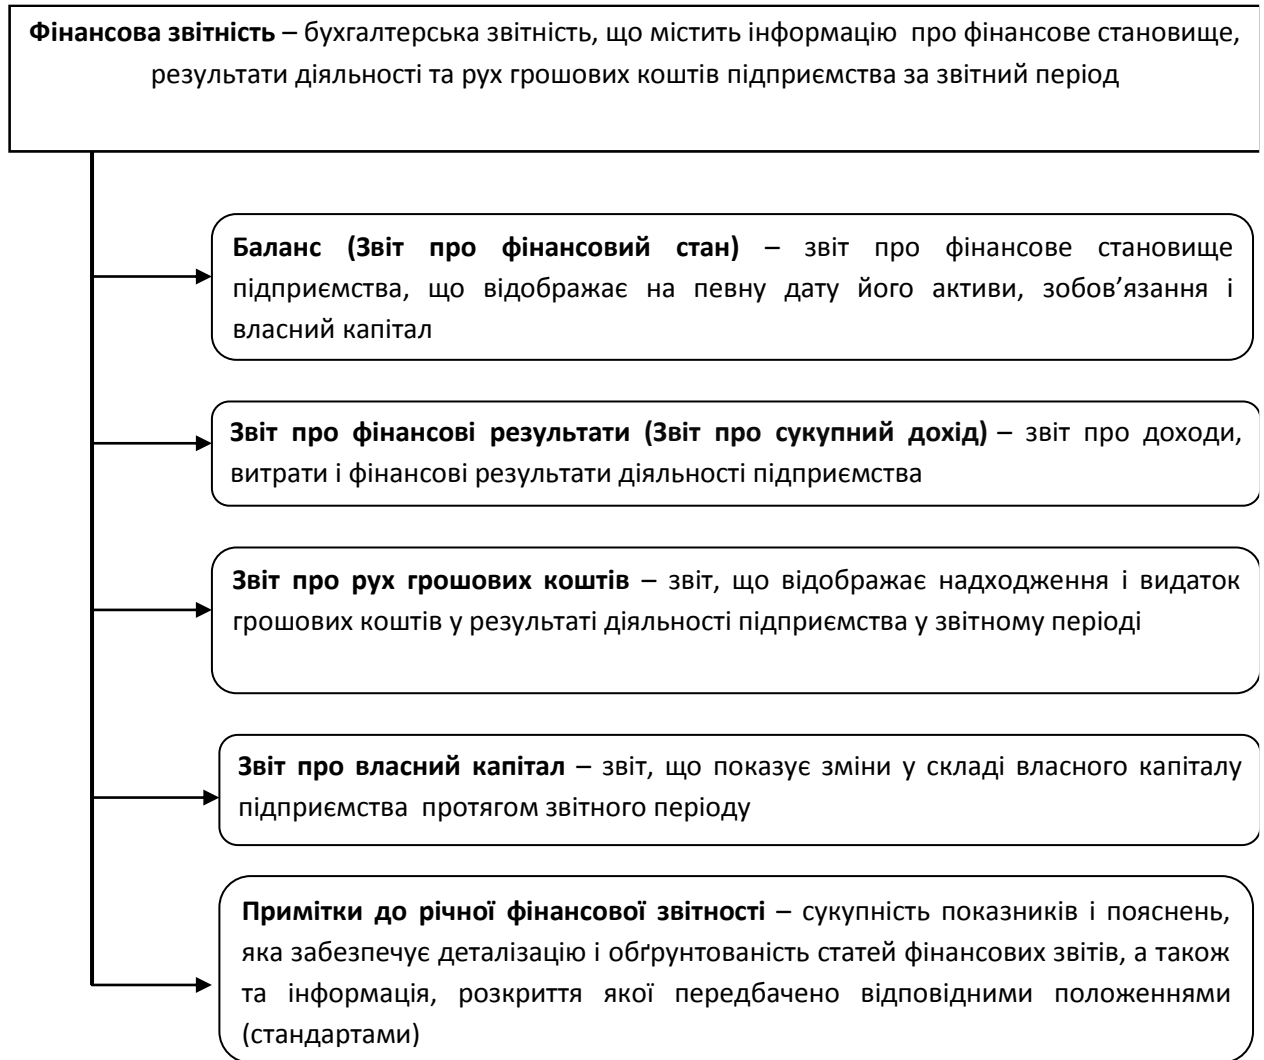 Фінансова звітність – бухгалтерська звітність, що містить інформацію про фінансове становище,
результати діяльності та рух грошових коштів підприємства за звітний період
Баланс (Звіт про фінансовий стан) – звіт про фінансове становище
підприємства, що відображає на певну дату його активи, зобов’язання і
власний капітал
Звіт про фінансові результати (Звіт про сукупний дохід) – звіт про доходи,
витрати і фінансові результати діяльності підприємства
Звіт про рух грошових коштів – звіт, що відображає надходження і видаток
грошових коштів у результаті діяльності підприємства у звітному періоді
Звіт про власний капітал – звіт, що показує зміни у складі власного капіталу
підприємства протягом звітного періоду
Примітки до річної фінансової звітності – сукупність показників і пояснень,
яка забезпечує деталізацію і обґрунтованість статей фінансових звітів, а також
та інформація, розкриття якої передбачено відповідними положеннями
(стандартами)